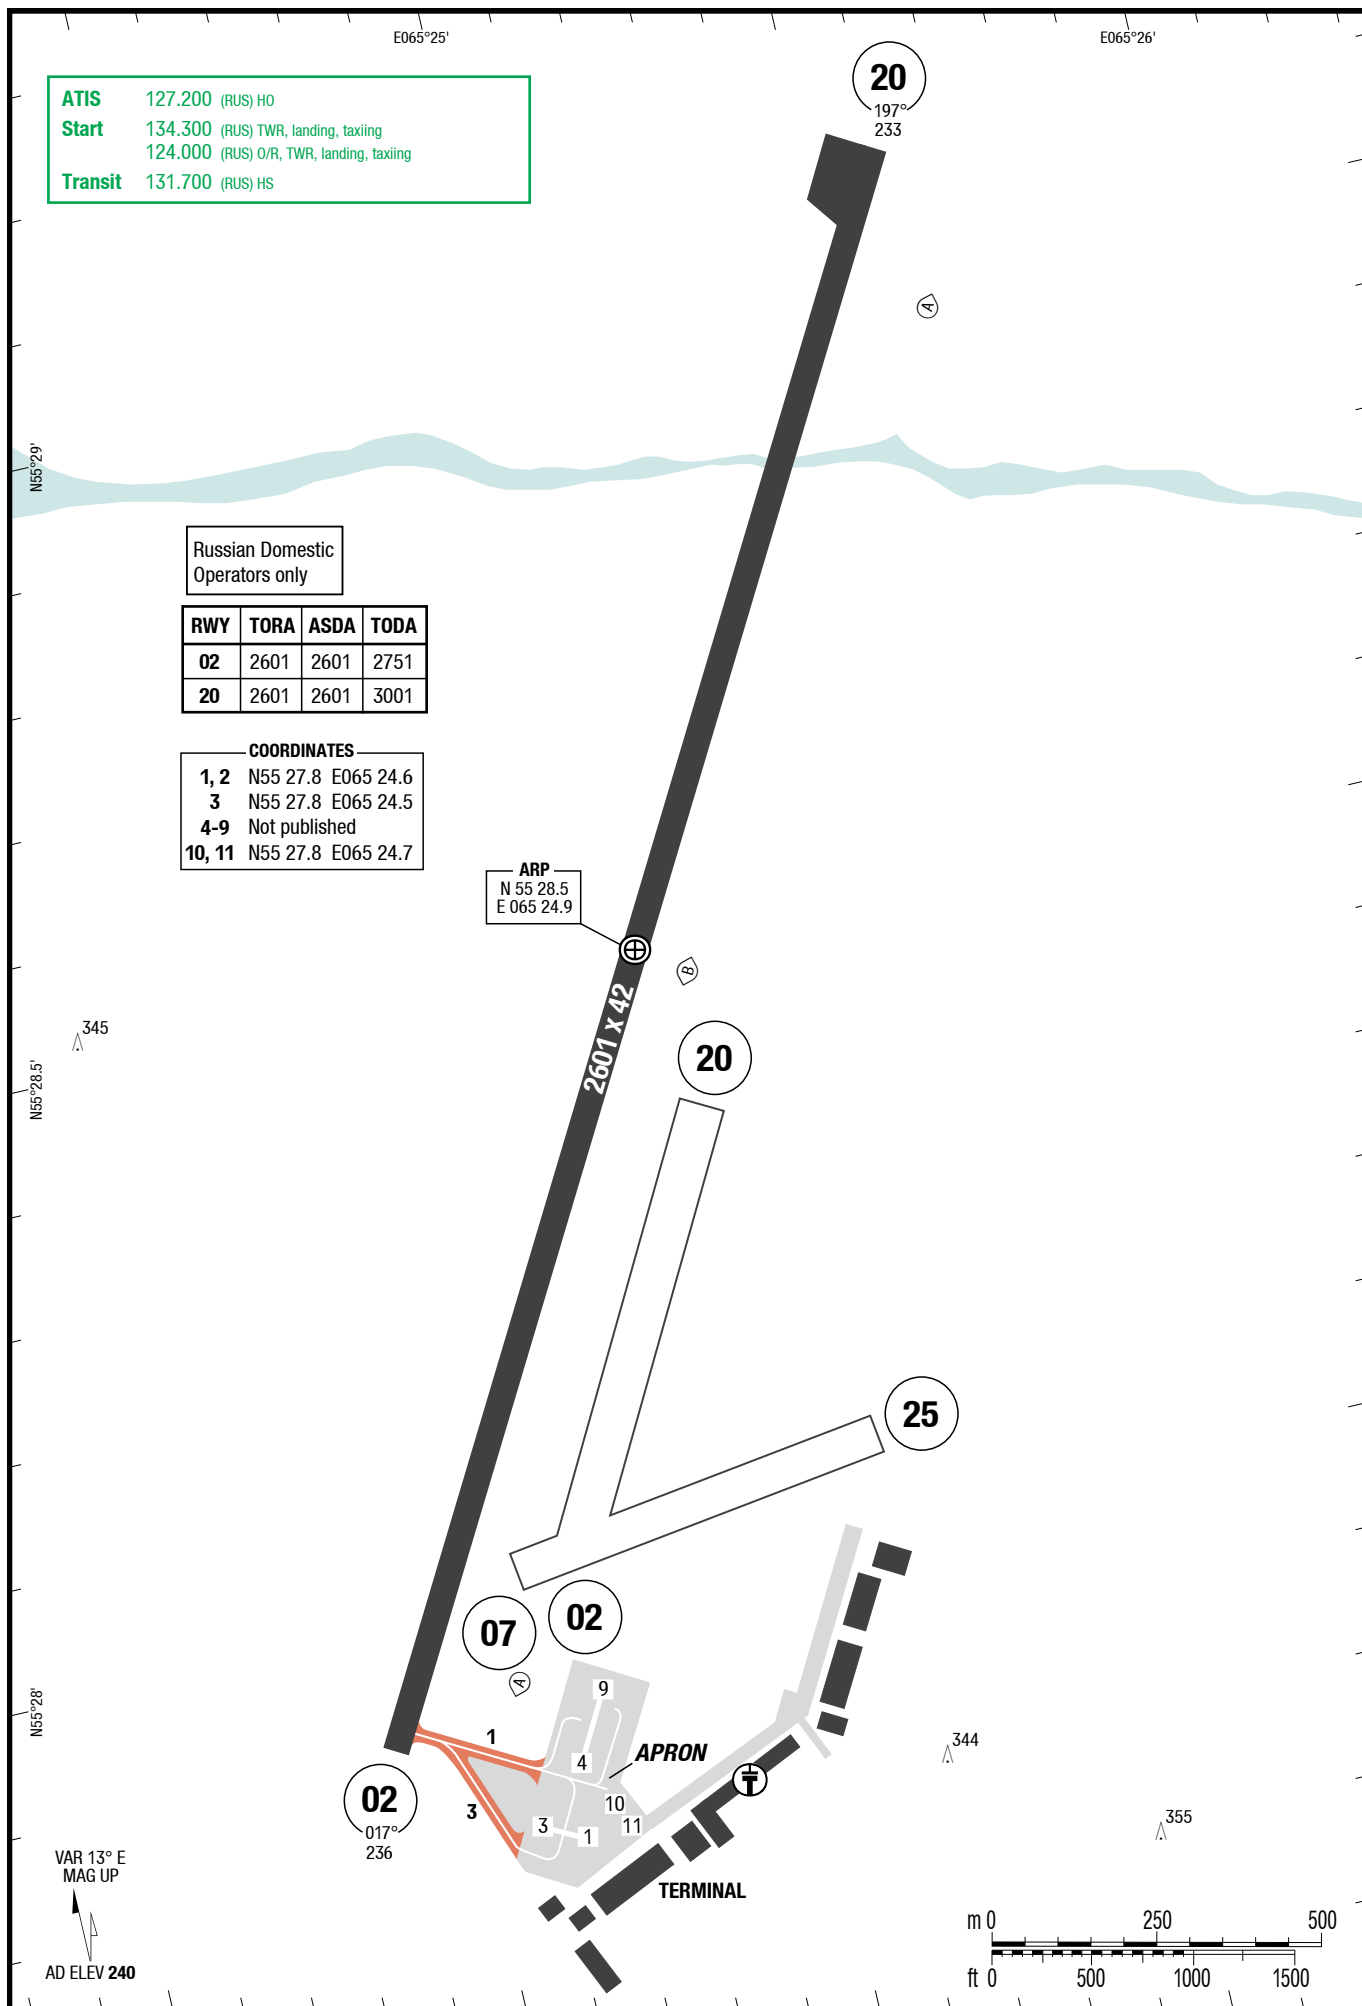 E065°25'
E065°26'
ATIS 127.200 (RUS) HO
Start 134.300 (RUS) TWR, landing, taxiing
124.000 (RUS) O/R, TWR, landing, taxiing
Transit 131.700 (RUS) HS
20
197°
233
A
N55°29'
Russian Domestic
Operators only
RWY TORA ASDA TODA
02 2601 2601 2751
20 2601 2601 3001
COORDINATES
1, 2 N55 27.8 E065 24.6
3 N55 27.8 E065 24.5
4-9 Not published
10, 11 N55 27.8 E065 24.7
ARP
N 55 28.5
E 065 24.9
B
2601 x 42
345
20
N55°28.5'
25
07
02
A
9
N55°28'
1
4
APRON
344
02
017°
236
3
10
3
1
11
355
VAR 13° E
MAG UP
TERMINAL
AD ELEV 240
m 0 250 500
ft 0 500 1000 1500